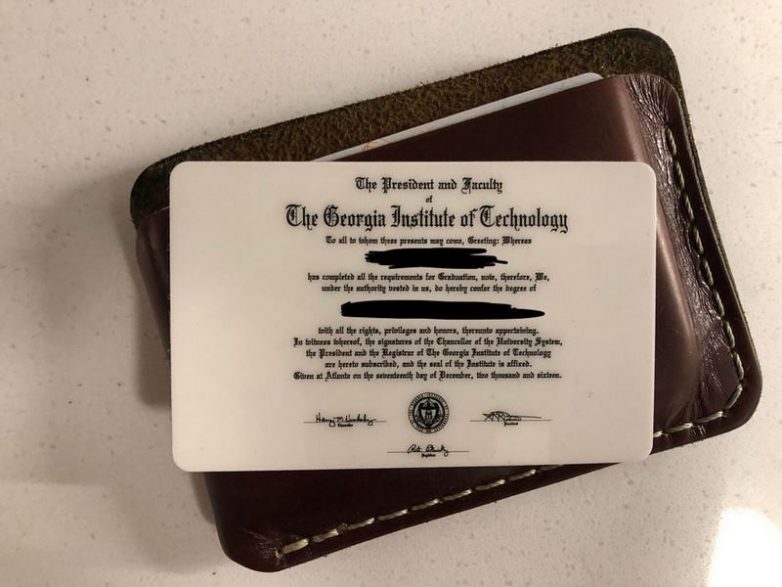 The President and Faculty
of
The Georgia Institute of Technology
To all to whom these presents may come, Greeting: Whereas
has completed all the requirements for Graduation, now, therefore, We,
under the authority vested in us, do hereby confer the degree of
with all the rights, privileges and honors, thereunto appertaining.
In witness whereof, the signatures of the Chancellor of the University System,
the President and the Registrar of The Georgia Institute of Technology
are hereto subscribed, and the seal of the Institute is affixed.
Given at Atlanta on the seventeenth day of December, two thousand and sixteen.
Chancellor
President
Registrar